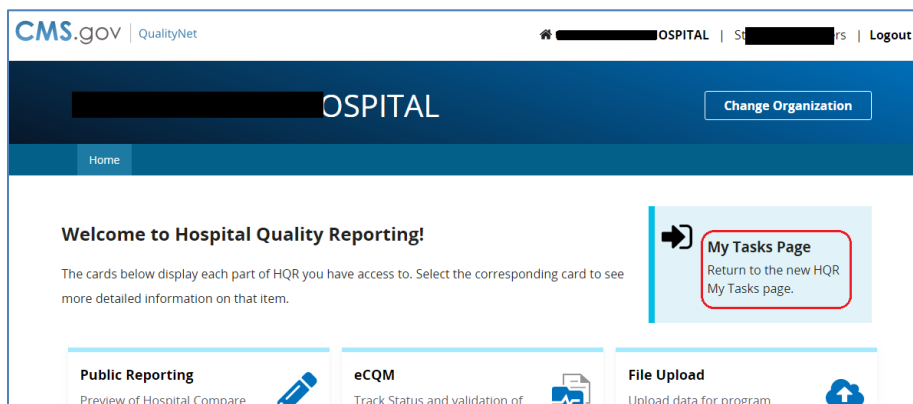 CMS.gov | QualityNet
OSPITAL | St rs | Logout
OSPITAL
Change Organization
Home
Welcome to Hospital Quality Reporting!
The cards below display each part of HQR you have access to. Select the corresponding card to see
more detailed information on that item.
My Tasks Page
Return to the new HQR
My Tasks page.
Public Reporting
Preview of Hospital Compare
eCQM
Track Status and validation of
File Upload
Upload data for program